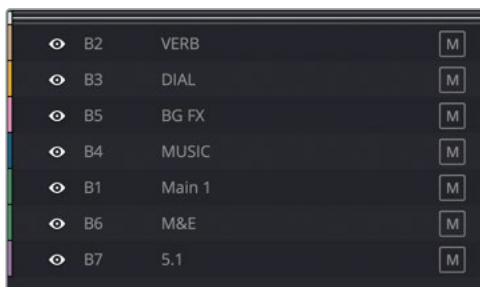 B2 VERB M
B3 DIAL M
B5 BG FX M
B4 MUSIC M
B1 Main 1 M
B6 M&E M
B7 5.1 M